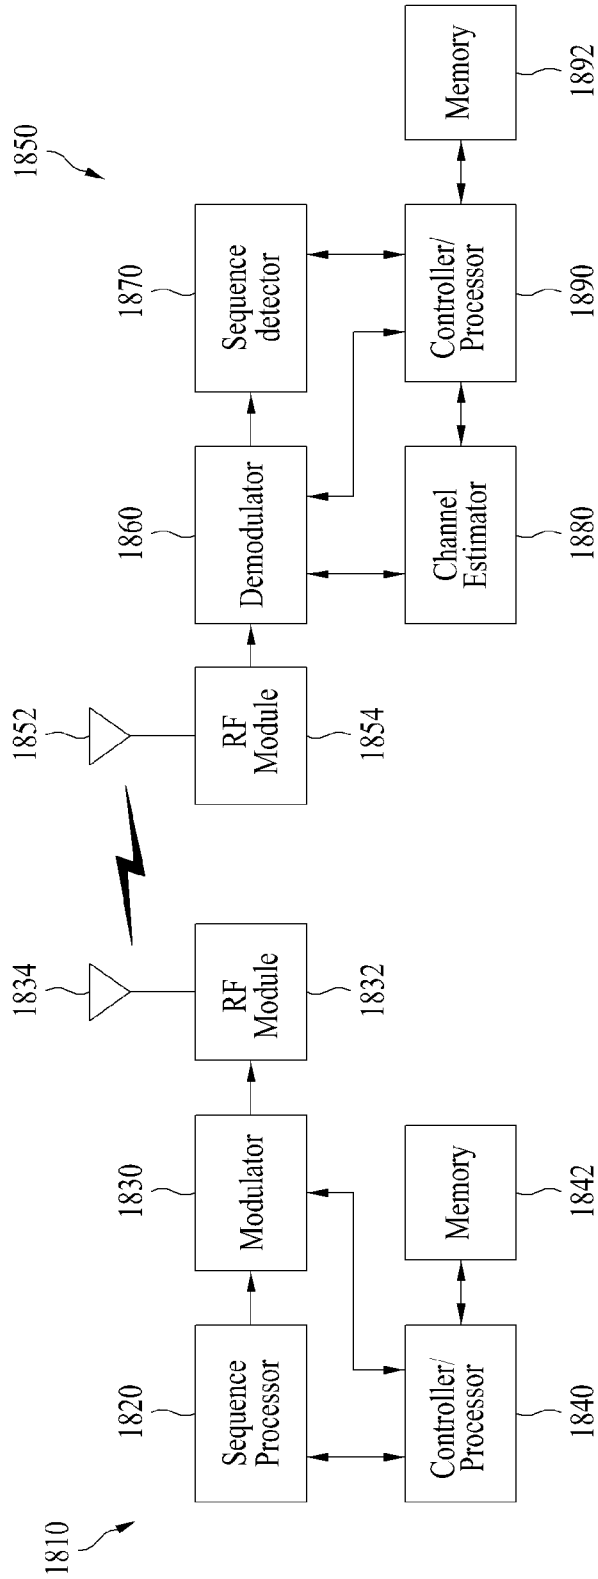 1810
1820
Sequence
Processor
1830
Modulator
1834
RF
Module
1832
Controller/
Processor
1840
Memory
1842
1850
1852
RF
Module
1854
1860
Demodulator
1870
Sequence
detector
Channel
Estimator
1880
Controller/
Processor
1890
Memory
1892